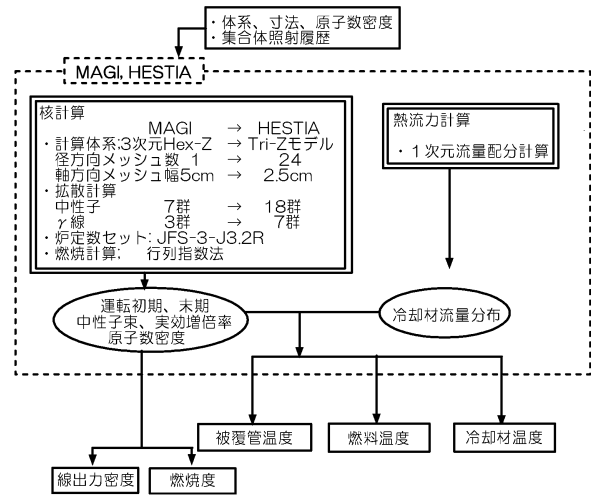 ・体系、寸法、原子数密度
・集合体照射履歴
MAGI, HESTIA
核計算
MAGI → HESTIA
・計算体系;3次元Hex-Z → Tri-Zモデル
径方向メッシュ数 1 → 24
軸方向メッシュ幅5cm → 2.5cm
・拡散計算
中性子 7群 → 18群
γ線 3群 → 7群
・炉定数セット: JFS-3-J3.2R
・燃焼計算; 行列指数法
熱流力計算
・1次元流量配分計算
運転初期、末期
中性子束、実効増倍率
原子数密度
冷却材流量分布
被覆管温度
燃料温度
冷却材温度
線出力密度
燃焼度